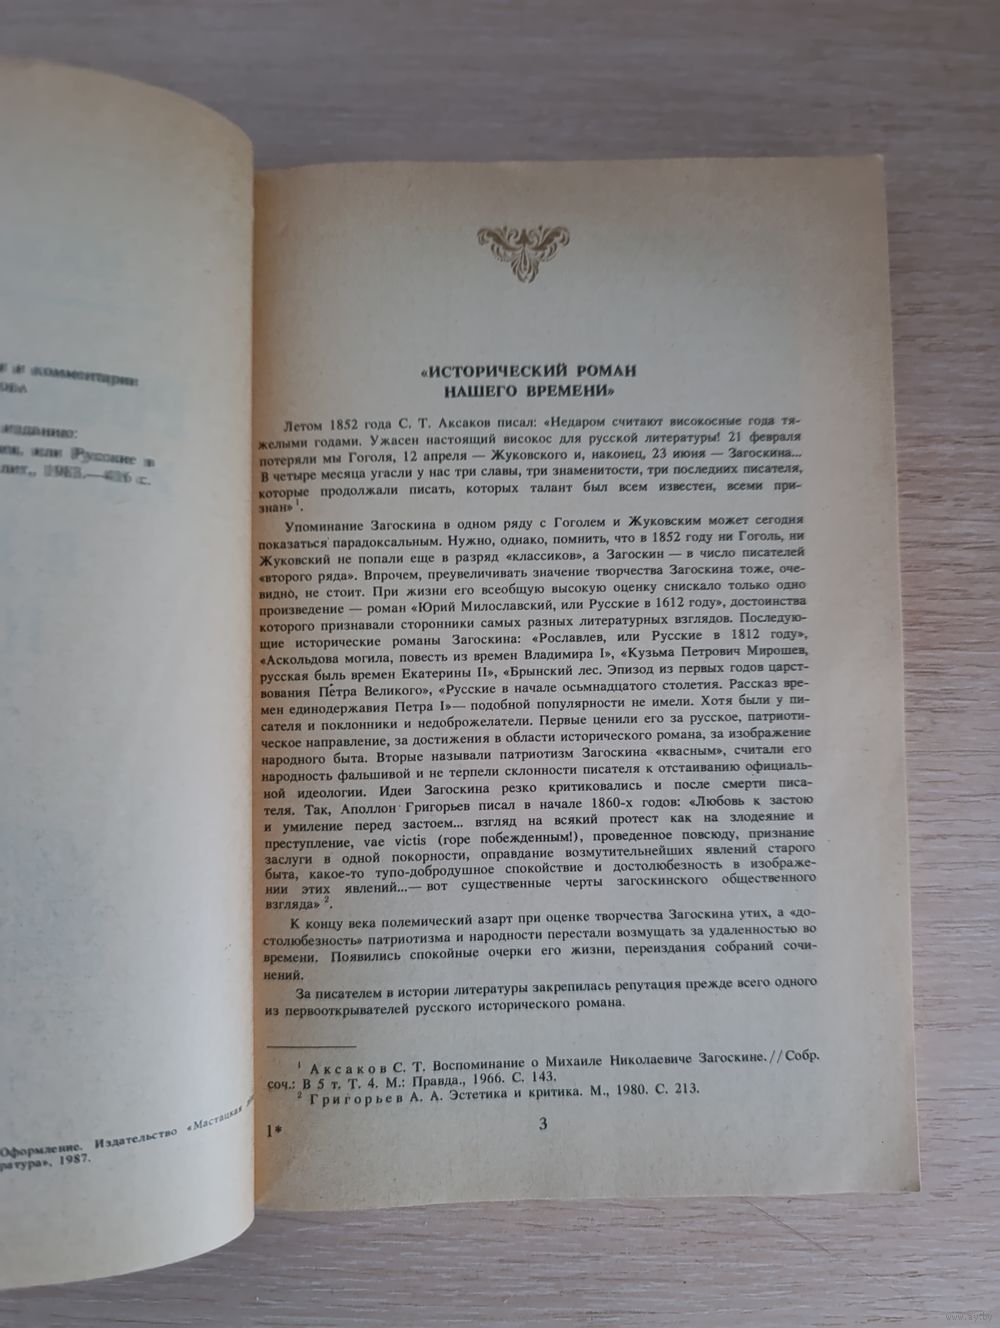 и комментарии
изданию:
или Русские в
лит., 1983.—
Оформление. Издательство «Мастацкая
ратура», 1987.
«ИСТОРИЧЕСКИЙ РОМАН
НАШЕГО ВРЕМЕНИ»
Летом 1852 года С. Т. Аксаков писал: «Недаром считают високосные года тя-
желыми годами. Ужасен настоящий високос для русской литературы! 21 февраля
потеряли мы Гоголя, 12 апреля — Жуковского и, наконец, 23 июня — Загоскина...
В четыре месяца угасли у нас три славы, три знаменитости, три последних писателя,
которые продолжали писать, которых талант был всем известен, всеми при-
знан» 1.
Упоминание Загоскина в одном ряду с Гоголем и Жуковским может сегодня
показаться парадоксальным. Нужно, однако, помнить, что в 1852 году ни Гоголь, ни
Жуковский не попали еще в разряд «классиков», а Загоскин — в число писателей
«второго ряда». Впрочем, преувеличивать значение творчества Загоскина тоже, оче-
видно, не стоит. При жизни его всеобщую высокую оценку снискало только одно
произведение — роман «Юрий Милославский, или Русские в 1612 году», достоинства
которого признавали сторонники самых разных литературных взглядов. Последую-
щие исторические романы Загоскина: «Рославлев, или Русские в 1812 году»,
«Аскольдова могила, повесть из времен Владимира I», «Кузьма Петрович Мирошев,
русская быль времен Екатерины II», «Брынский лес. Эпизод из первых годов царст-
вования Петра Великого», «Русские в начале осьмнадцатого столетия. Рассказ вре-
мен единодержавия Петра I»— подобной популярности не имели. Хотя были у пи-
сателя и поклонники и недоброжелатели. Первые ценили его за русское, патриоти-
ческое направление, за достижения в области исторического романа, за изображение
народного быта. Вторые называли патриотизм Загоскина «квасным», считали его
народность фальшивой и не терпели склонности писателя к отстаиванию официаль-
ной идеологии. Идеи Загоскина резко критиковались и после смерти писа-
теля. Так, Аполлон Григорьев писал в начале 1860-х годов: «Любовь к застою
и умиление перед застоем... взгляд на всякий протест как на злодеяние и
преступление, vae victis (горе побежденным!), проведенное повсюду, признание
заслуги в одной покорности, оправдание возмутительнейших явлений старого
быта, какое-то тупо-добродушное спокойствие и достолюбезность в изображе-
нии этих явлений...— вот существенные черты загоскинского общественного
взгляда» 2.
К концу века полемический азарт при оценке творчества Загоскина утих, а «до-
столюбезность» патриотизма и народности перестали возмущать за удаленностью во
времени. Появились спокойные очерки его жизни, переиздания собраний сочи-
нений.
За писателем в истории литературы закрепилась репутация прежде всего одного
из первооткрывателей русского исторического романа.
1 Аксаков С. Т. Воспоминание о Михаиле Николаевиче Загоскине.//Собр.
соч.: В 5 т. Т. 4. М.: Правда., 1966. С. 143.
2 Григорьев А. А. Эстетика и критика. М., 1980. С. 213.
1*
3
www.ay.by